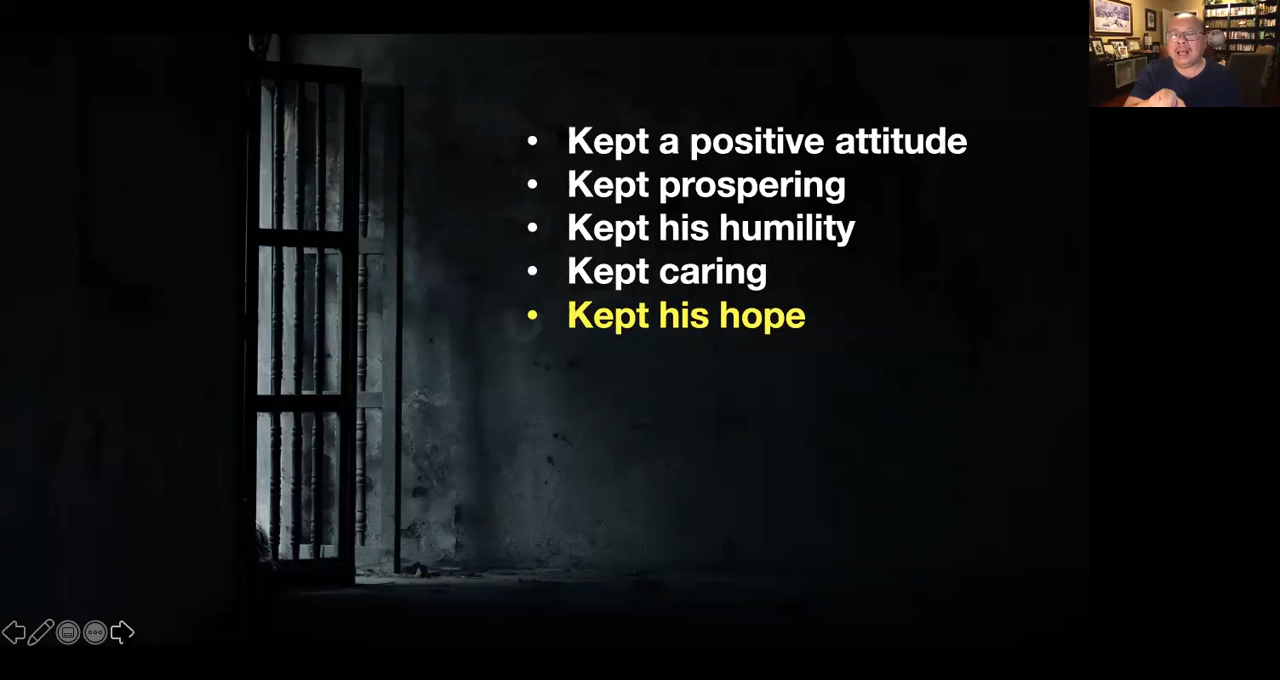 • Kept a positive attitude
• Kept prospering
• Kept his humility
• Kept caring
• Kept his hope